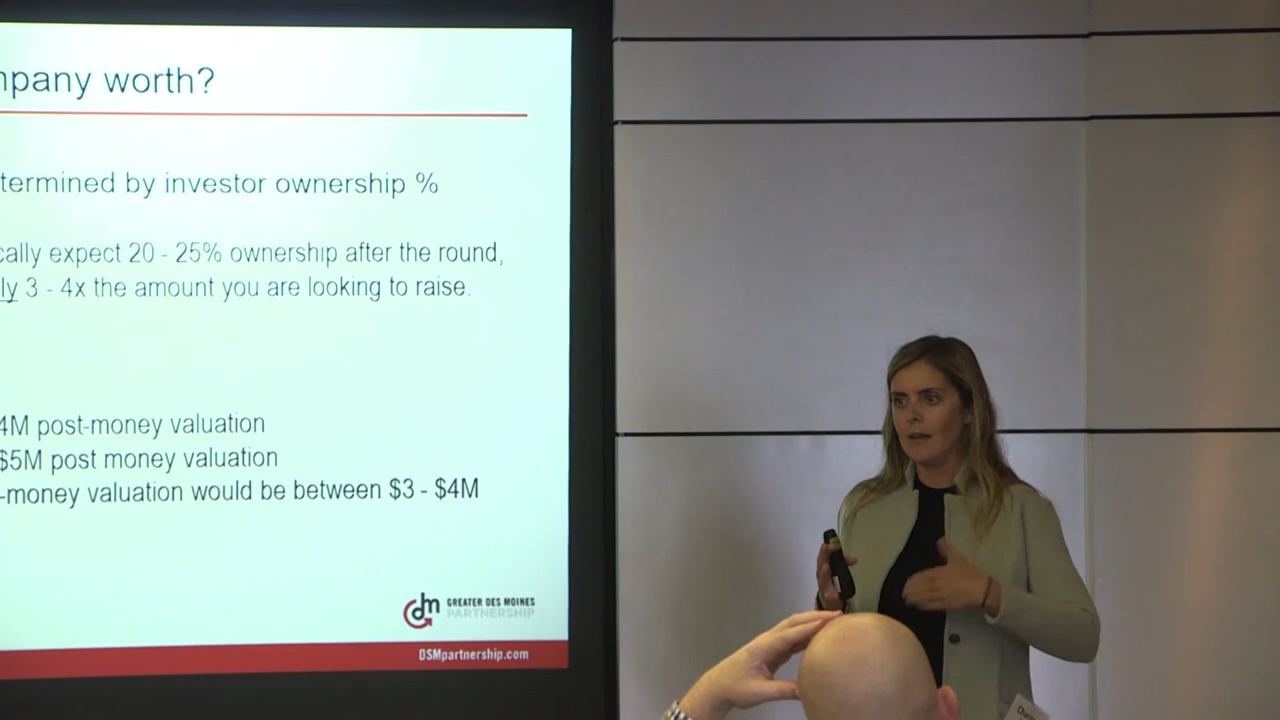 mpany worth?
termined by investor ownership %
cally expect 20 - 25% ownership after the round,
ly 3 - 4x the amount you are looking to raise.
4M post-money valuation
$5M post money valuation
-money valuation would be between $3 - $4M
dm
GREATER DES MOINES
PARTNERSHIP
DSMpartnership.com